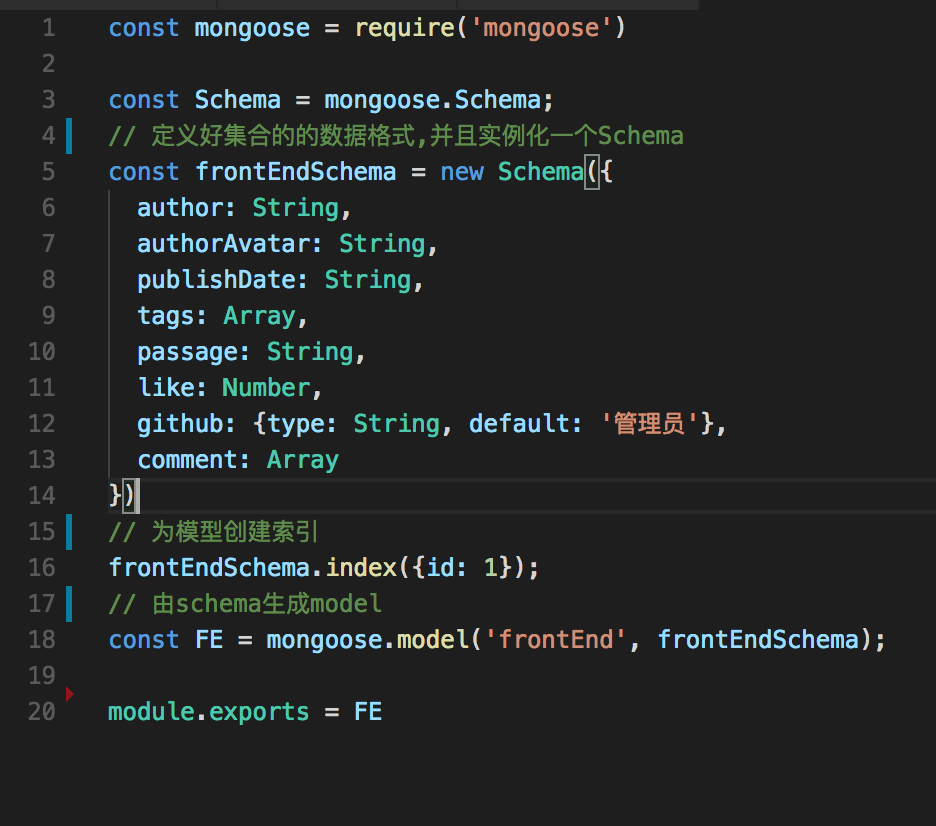 1 const mongoose = require('mongoose')
2
3 const Schema = mongoose.Schema;
4 // 定义好集合的的数据格式,并且实例化一个Schema
5 const frontEndSchema = new Schema({
6 author: String,
7 authorAvatar: String,
8 publishDate: String,
9 tags: Array,
10 passage: String,
11 like: Number,
12 github: {type: String, default: '管理员'},
13 comment: Array
14 })
15 // 为模型创建索引
16 frontEndSchema.index({id: 1});
17 // 由schema生成model
18 const FE = mongoose.model('frontEnd', frontEndSchema);
19
20 module.exports = FE